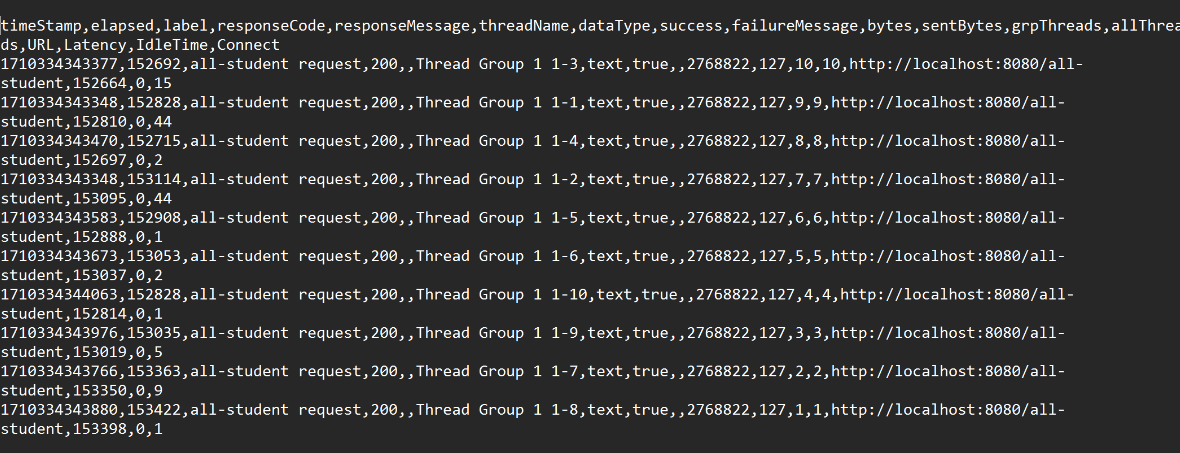 timeStamp,elapsed,label,responseCode,responseMessage,threadName,dataType,success,failureMessage,bytes,sentBytes,grpThreads,allThrea
ds,URL,Latency,IdleTime,Connect
1710334343377,152692,all-student request,200,,Thread Group 1 1-3,text,true,,2768822,127,10,10,http://localhost:8080/all-
student,152664,0,15
1710334343348,152828,all-student request,200,,Thread Group 1 1-1,text,true,,2768822,127,9,9,http://localhost:8080/all-
student,152810,0,44
1710334343470,152715,all-student request,200,,Thread Group 1 1-4,text,true,,2768822,127,8,8,http://localhost:8080/all-
student,152697,0,2
1710334343348,153114,all-student request,200,,Thread Group 1 1-2,text,true,,2768822,127,7,7,http://localhost:8080/all-
student,153095,0,44
1710334343583,152908,all-student request,200,,Thread Group 1 1-5,text,true,,2768822,127,6,6,http://localhost:8080/all-
student,152888,0,1
1710334343673,153053,all-student request,200,,Thread Group 1 1-6,text,true,,2768822,127,5,5,http://localhost:8080/all-
student,153037,0,2
1710334344063,152828,all-student request,200,,Thread Group 1 1-10,text,true,,2768822,127,4,4,http://localhost:8080/all-
student,152814,0,1
1710334343976,153035,all-student request,200,,Thread Group 1 1-9,text,true,,2768822,127,3,3,http://localhost:8080/all-
student,153019,0,5
1710334343766,153363,all-student request,200,,Thread Group 1 1-7,text,true,,2768822,127,2,2,http://localhost:8080/all-
student,153350,0,9
1710334343880,153422,all-student request,200,,Thread Group 1 1-8,text,true,,2768822,127,1,1,http://localhost:8080/all-
student,153398,0,1